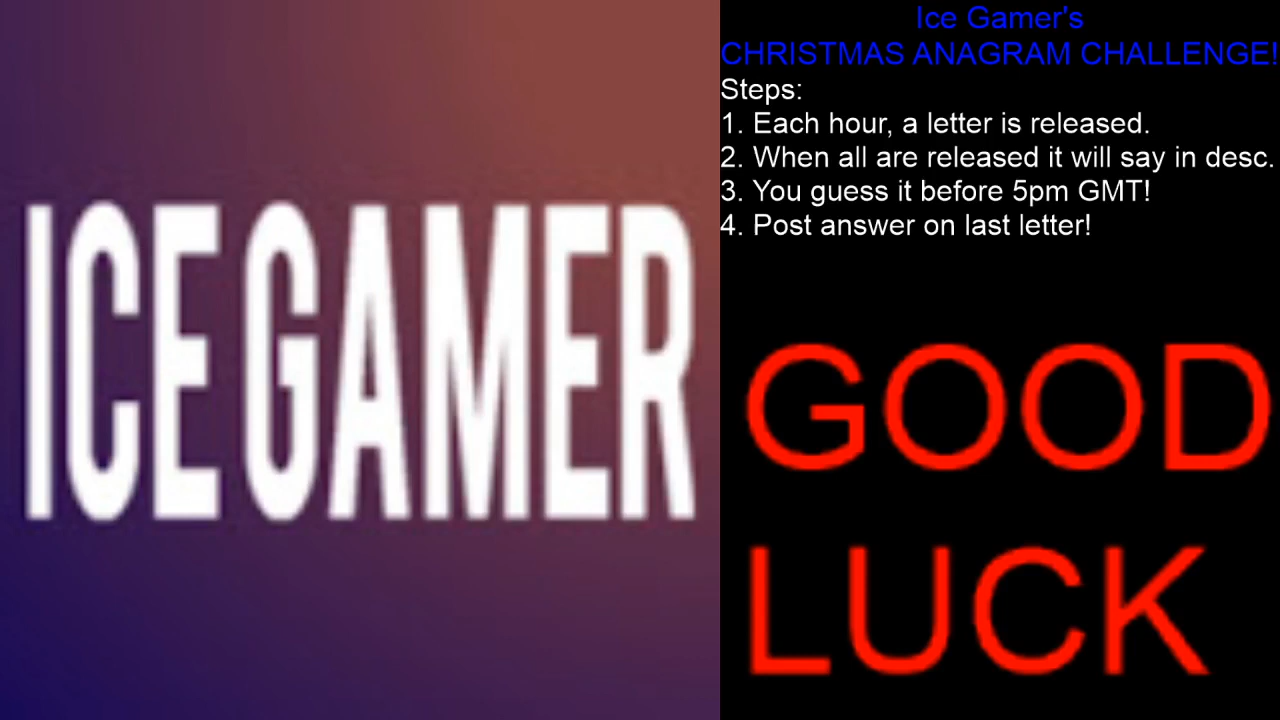 ICE GAMER
Ice Gamer's
CHRISTMAS ANAGRAM CHALLENGE!
Steps:
1. Each hour, a letter is released.
2. When all are released it will say in desc.
3. You guess it before 5pm GMT!
4. Post answer on last letter!
GOOD
LUCK